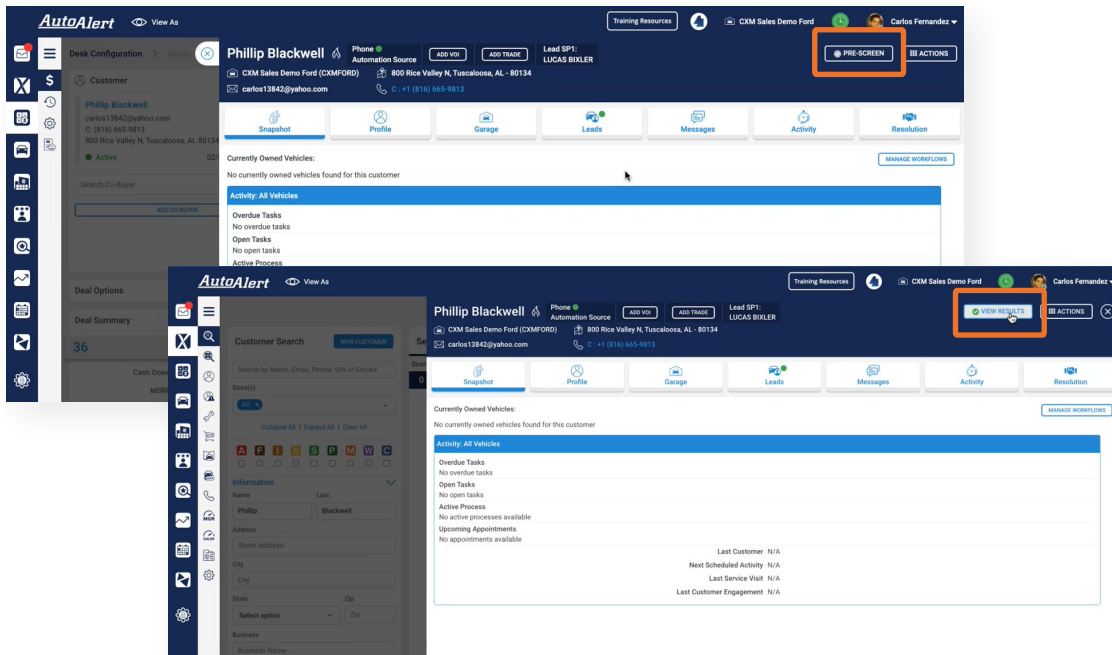 AutoAlert View As Training Resources CXM Sales Demo Ford Carlos Fernandez
Desk Configuration
Customer
Phillip Blackwell
carlos13842@yahoo.com
C: (816) 665-9813
800 Rice Valley N, Tuscaloosa, AL 80134
Active
Search Co-Buyer
ADD CO-BUYER
Deal Options
Deal Summary
36
Cash Down
MSRP
Phillip Blackwell Phone ADD VOI ADD TRADE Lead SP1: PRE-SCREEN ACTIONS
Automation Source LUCAS BIXLER
CXM Sales Demo Ford (CXMFORD) 800 Rice Valley N, Tuscaloosa, AL - 80134
carlos13842@yahoo.com C : +1 (816) 665-9813
Snapshot Profile Garage Leads Messages Activity Resolution
Currently Owned Vehicles: MANAGE WORKFLOWS
No currently owned vehicles found for this customer
Activity: All Vehicles
Overdue Tasks
No overdue tasks
Open Tasks
No open tasks
Active Process
AutoAlert View As Training Resources CXM Sales Demo Ford Carlos Fernandez
Customer Search NEW CUSTOMER
Search by Name, Email, Phone, VIN or Stock#
Store(s):
All ×
Collapse All | Expand All | Clear All
A F I E S P M W C
Information
Name Last
Phillip Blackwell
Address
Street Address
City
City
State Zip
Select option Zip
Business
Business Name
MGR
SALES
0
Phillip Blackwell Phone ADD VOI ADD TRADE Lead SP1: VIEW RESULTS ACTIONS
Automation Source LUCAS BIXLER
CXM Sales Demo Ford (CXMFORD) 800 Rice Valley N, Tuscaloosa, AL - 80134
carlos13842@yahoo.com C : +1 (816) 665-9813
Snapshot Profile Garage Leads Messages Activity Resolution
Currently Owned Vehicles: MANAGE WORKFLOWS
No currently owned vehicles found for this customer
Activity: All Vehicles
Overdue Tasks
No overdue tasks
Open Tasks
No open tasks
Active Process
No active processes available
Upcoming Appointments
No appointments available
Last Customer N/A
Next Scheduled Activity N/A
Last Service Visit N/A
Last Customer Engagement N/A